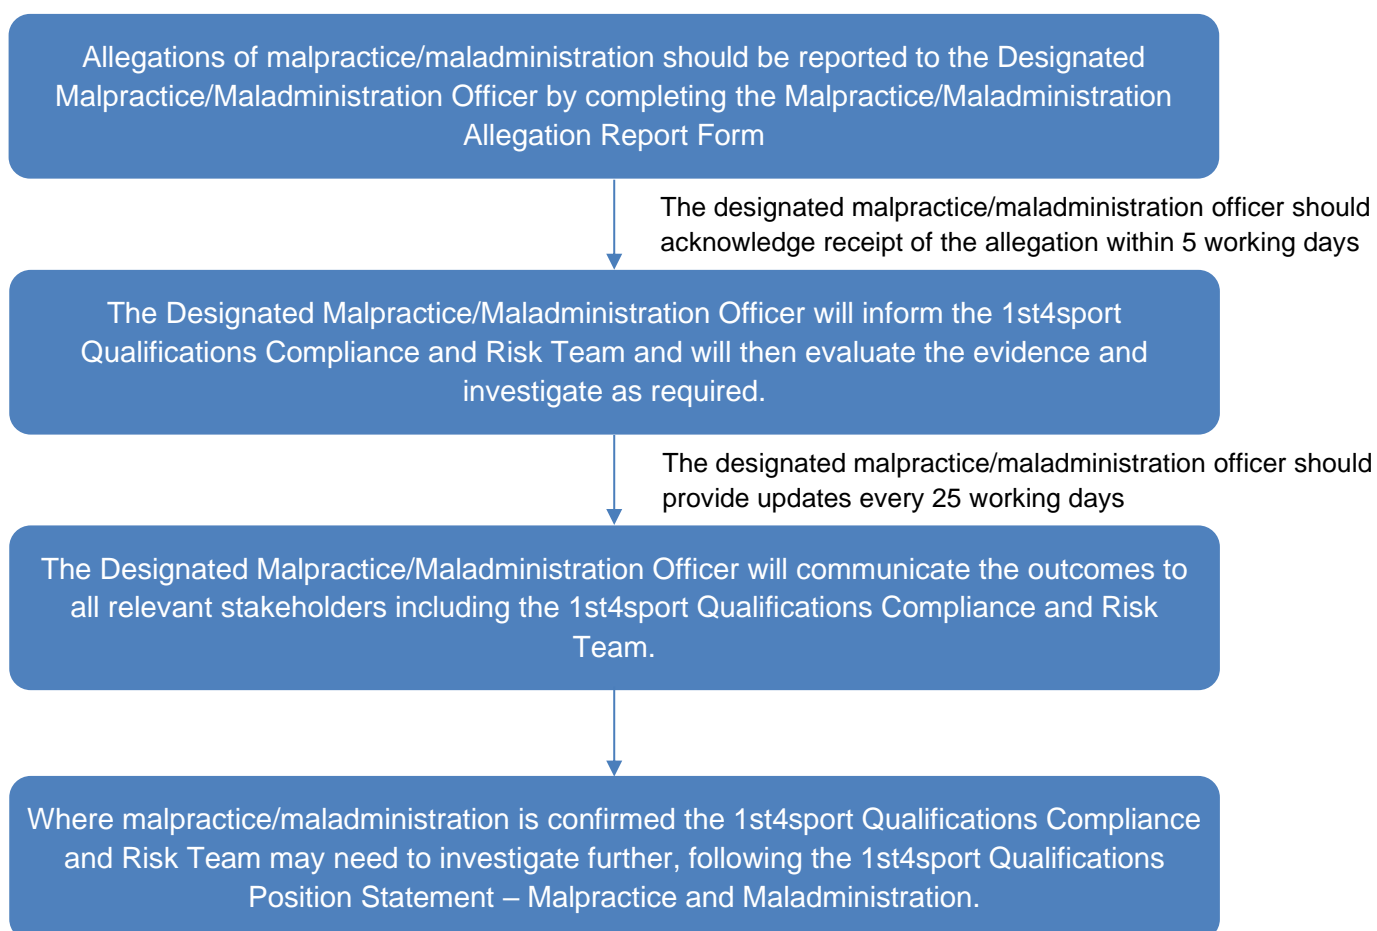 Allegations of malpractice/maladministration should be reported to the Designated
Malpractice/Maladministration Officer by completing the Malpractice/Maladministration
Allegation Report Form
The designated malpractice/maladministration officer should
acknowledge receipt of the allegation within 5 working days
The Designated Malpractice/Maladministration Officer will inform the 1st4sport
Qualifications Compliance and Risk Team and will then evaluate the evidence and
investigate as required.
The designated malpractice/maladministration officer should
provide updates every 25 working days
The Designated Malpractice/Maladministration Officer will communicate the outcomes to
all relevant stakeholders including the 1st4sport Qualifications Compliance and Risk
Team.
Where malpractice/maladministration is confirmed the 1st4sport Qualifications Compliance
and Risk Team may need to investigate further, following the 1st4sport Qualifications
Position Statement – Malpractice and Maladministration.